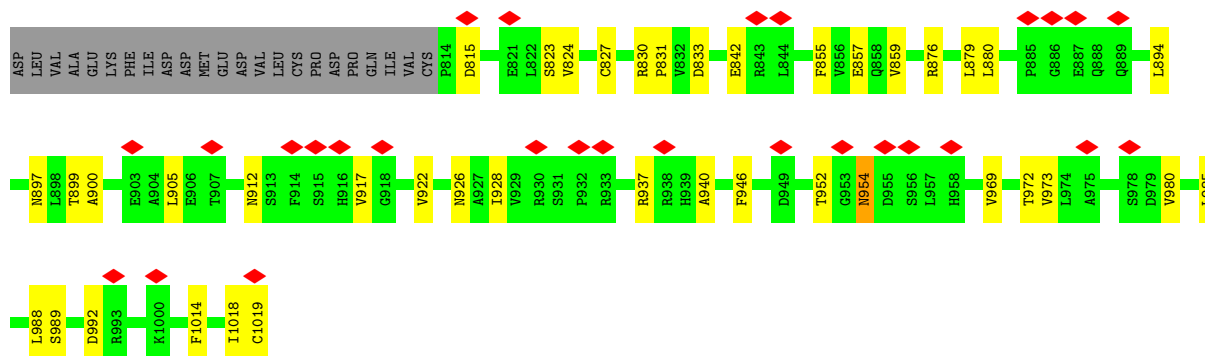 ASP LEU VAL ALA GLU LYS PHE ILE ASP ASP MET GLU ASP VAL LEU CYS PRO ASP PRO GLN ILE VAL CYS P814 D815 E821 L822 S823 V824 C827 R830 P831 V832 D833 E842 R843 L844 F855 V856 E857 Q858 V859 R876 L879 L880 P885 G886 E887 Q888 Q889 L894
N897 L898 T899 A900 E903 A904 L905 E906 T907 N912 S913 F914 S915 H916 V917 G918 V922 N926 A927 I928 V929 R930 S931 P932 R933 R937 R938 H939 A940 F946 D949 T952 G953 N954 D955 S956 L957 H958 V969 T972 V973 L974 A975 S978 D979 V980
L988 S989 D992 R993 K1000 F1014 I1018 C1019